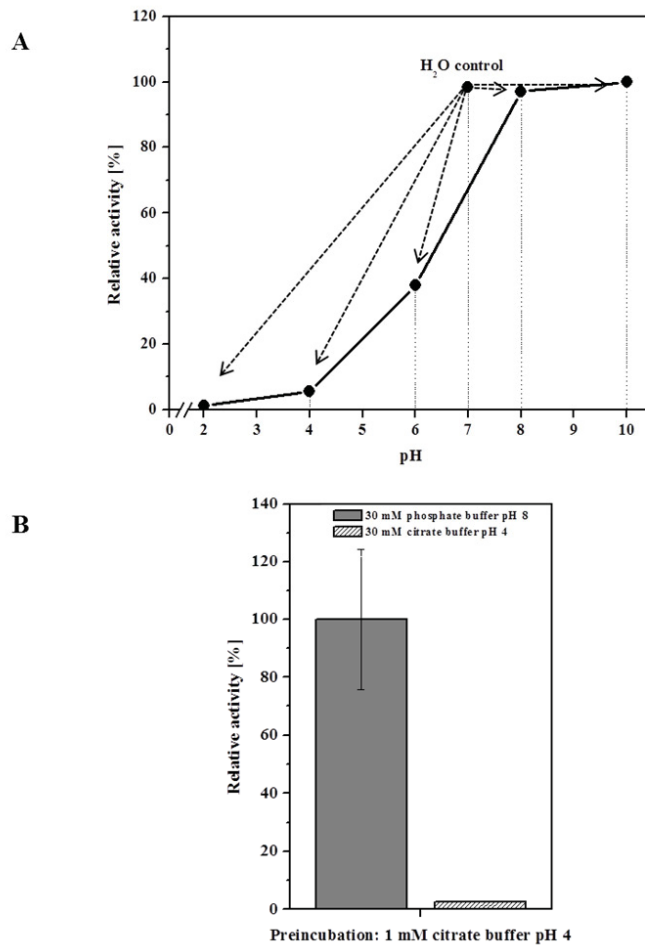 A
120
100
80
60
40
20
0
Relative activity [%]
H2O control
0 2 3 4 5 6 7 8 9 10
pH
B
140
120
100
80
60
40
20
0
Relative activity [%]
30 mM phosphate buffer pH 8
30 mM citrate buffer pH 4
Preincubation: 1 mM citrate buffer pH 4